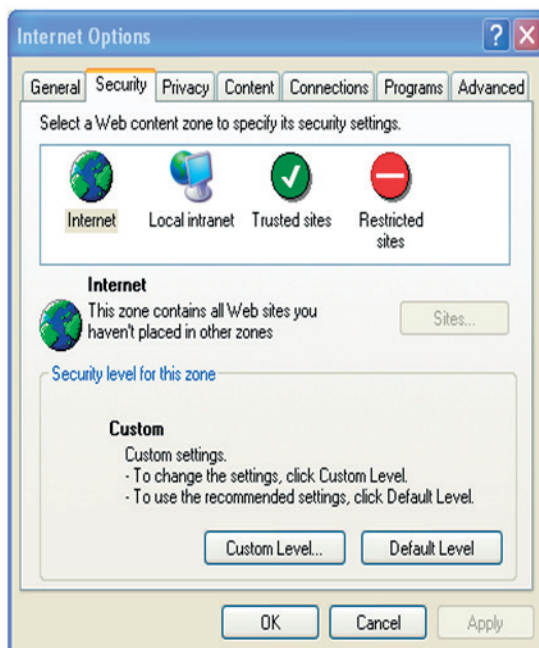 Internet Options
General Security Privacy Content Connections Programs Advanced
Select a Web content zone to specify its security settings.
Internet Local intranet Trusted sites Restricted
sites
Internet
This zone contains all Web sites you
haven't placed in other zones
Sites...
Security level for this zone
Custom
Custom settings.
- To change the settings, click Custom Level.
- To use the recommended settings, click Default Level.
Custom Level... Default Level
OK Cancel Apply